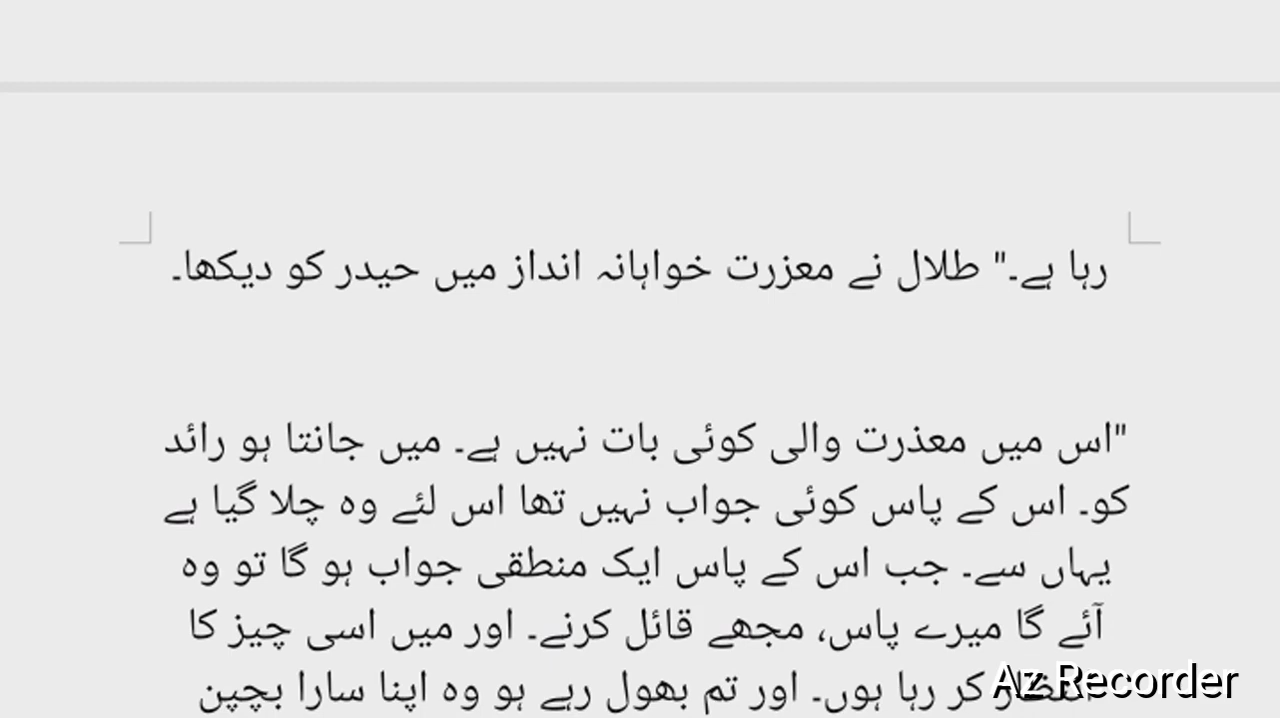 رہا ہے۔" طلال نے معزرت خواہانہ انداز میں حیدر کو دیکھا۔
"اس میں معذرت والی کوئی بات نہیں ہے۔ میں جانتا ہو رائد
کو۔ اس کے پاس کوئی جواب نہیں تھا اس لئے وہ چلا گیا ہے
یہاں سے۔ جب اس کے پاس ایک منطقی جواب ہو گا تو وہ
آئے گا میرے پاس، مجھے قائل کرنے۔ اور میں اسی چیز کا
کر رہا ہوں۔ اور تم بھول رہے ہو وہ اپنا سارا بچپن
Az Recorder